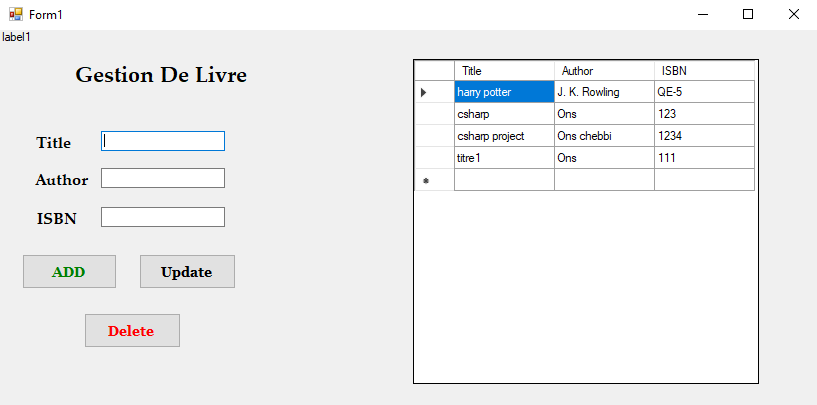 Form1
label1
Gestion De Livre
Title
Author
ISBN
ADD
Update
Delete
Title Author ISBN
harry potter J. K. Rowling QE-5
csharp Ons 123
csharp project Ons chebbi 1234
titre1 Ons 111